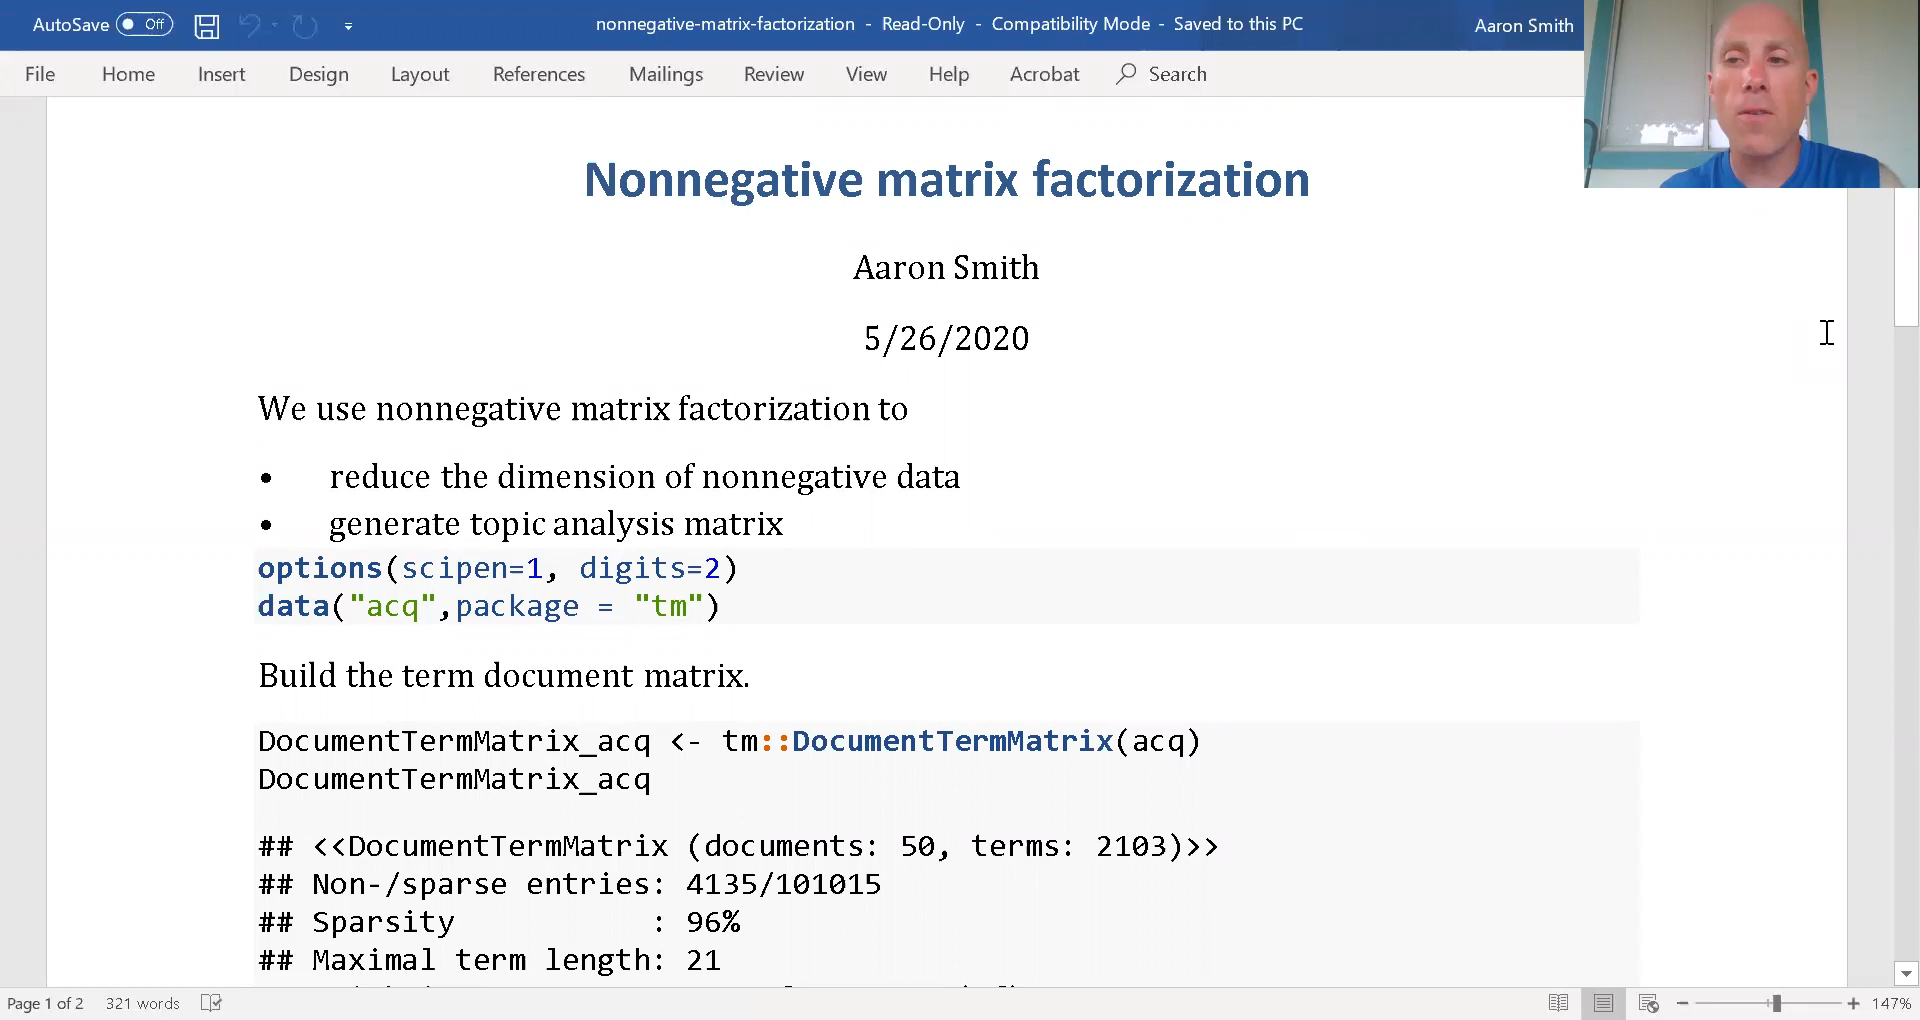 AutoSave Off nonnegative-matrix-factorization - Read-Only - Compatibility Mode - Saved to this PC Aaron Smith
File Home Insert Design Layout References Mailings Review View Help Acrobat Search
Nonnegative matrix factorization
Aaron Smith
5/26/2020
We use nonnegative matrix factorization to
• reduce the dimension of nonnegative data
• generate topic analysis matrix
options(scipen=1, digits=2)
data("acq",package = "tm")
Build the term document matrix.
DocumentTermMatrix_acq <- tm::DocumentTermMatrix(acq)
DocumentTermMatrix_acq
## <<DocumentTermMatrix (documents: 50, terms: 2103)>>
## Non-/sparse entries: 4135/101015
## Sparsity : 96%
## Maximal term length: 21
Page 1 of 2 321 words 147%